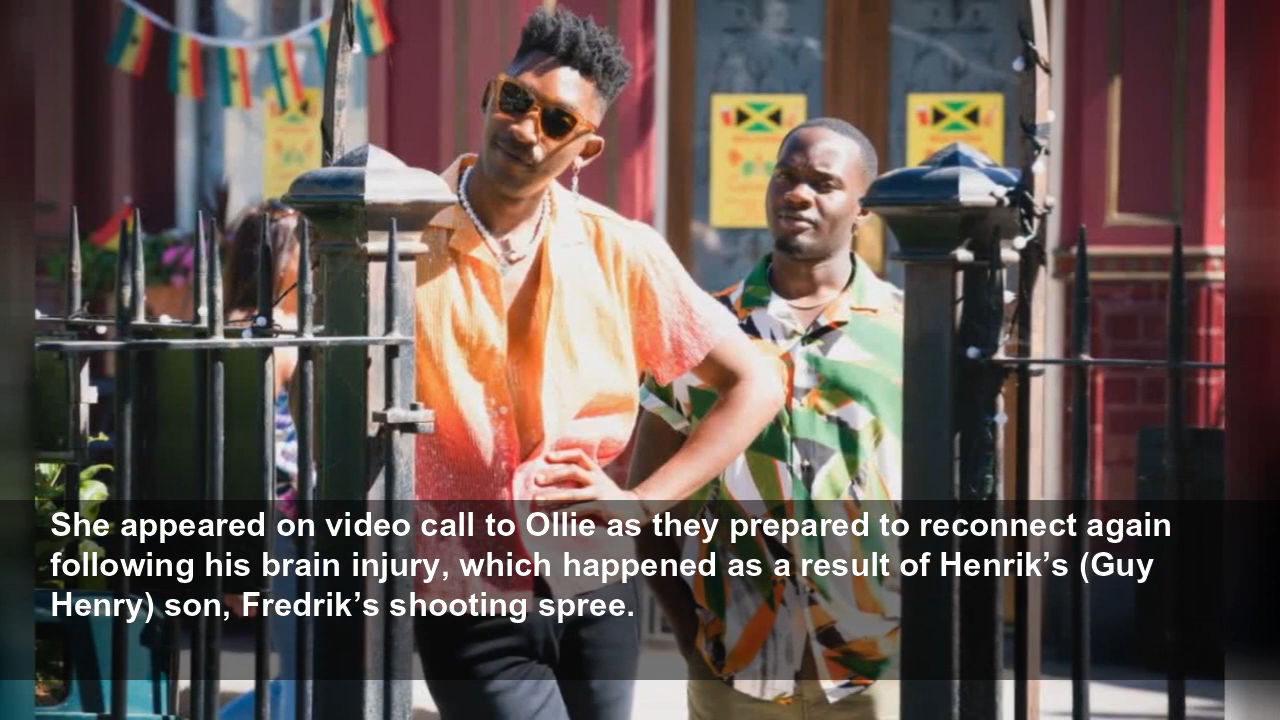 She appeared on video call to Ollie as they prepared to reconnect again
following his brain injury, which happened as a result of Henrik’s (Guy
Henry) son, Fredrik’s shooting spree.